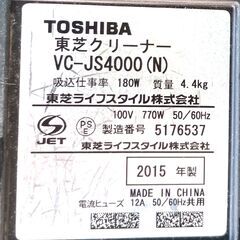 TOSHIBA
東芝クリーナー
VC-JS4000(N)
吸込仕事率 180W 質量 4.4kg
東芝ライフスタイル株式会社
100V 770W 50/60Hz
PSE 製造番号 5176537
S JET 東芝ライフスタイル株式会社
2015 年製
MADE IN CHINA
電流ヒューズ 12A 50/60Hz共用